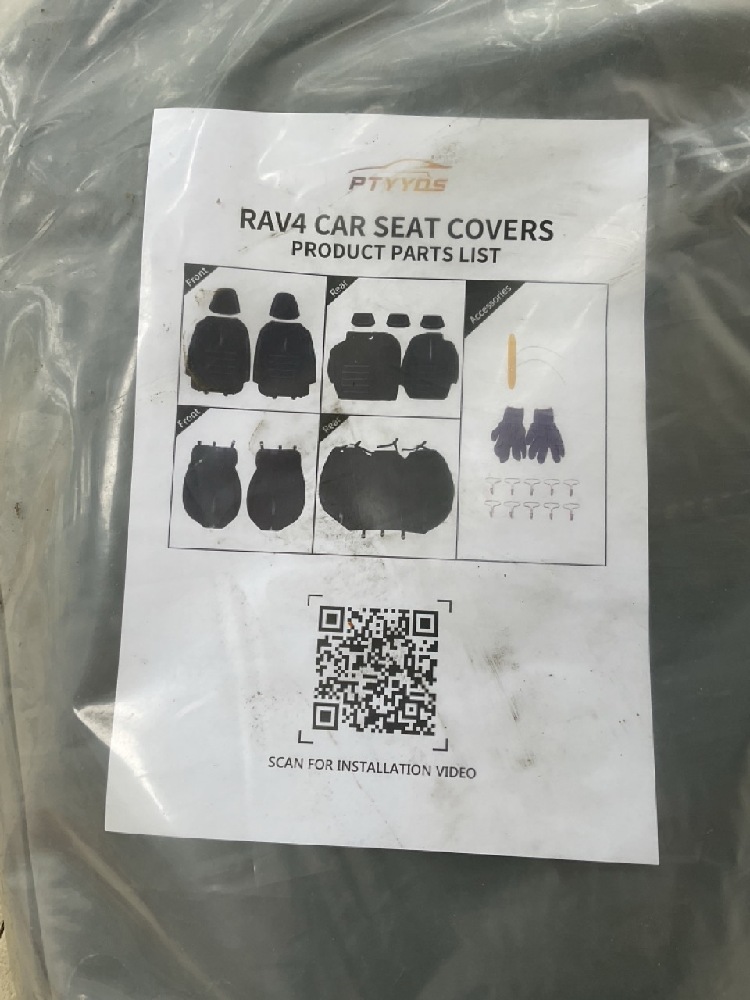 PTYYDS
RAV4 CAR SEAT COVERS
PRODUCT PARTS LIST
Front
Rear
Accessories
Front
Rear
SCAN FOR INSTALLATION VIDEO